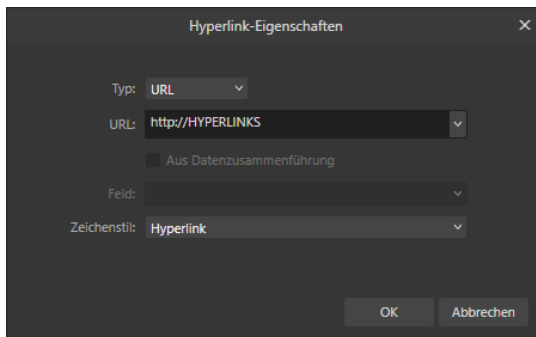 Hyperlink-Eigenschaften
Typ: URL
URL: http://HYPERLINKS
Aus Datenzusammenführung
Feld:
Zeichenstil: Hyperlink
OK Abbrechen